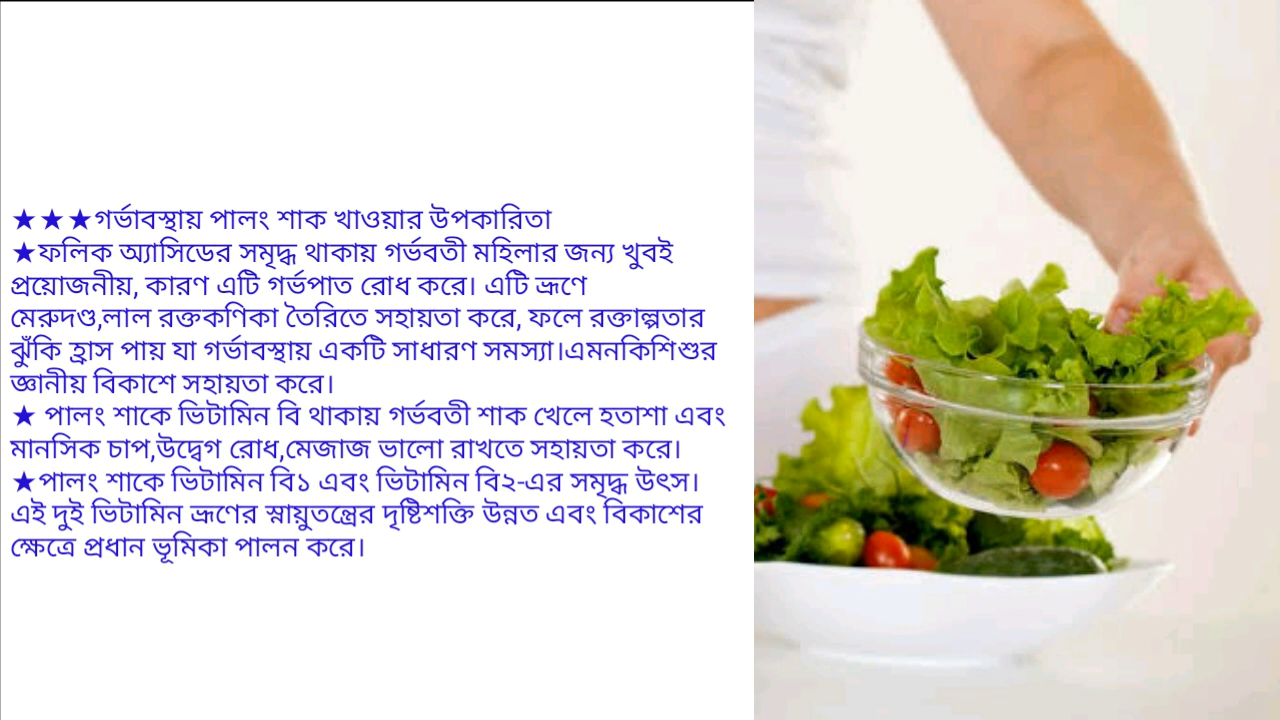 ★★★গর্ভাবস্থায় পালং শাক খাওয়ার উপকারিতা
★ফলিক অ্যাসিডের সমৃদ্ধ থাকায় গর্ভবতী মহিলার জন্য খুবই
প্রয়োজনীয়, কারণ এটি গর্ভপাত রোধ করে। এটি ভ্রূণে
মেরুদণ্ড,লাল রক্তকণিকা তৈরিতে সহায়তা করে, ফলে রক্তাল্পতার
ঝুঁকি হ্রাস পায় যা গর্ভাবস্থায় একটি সাধারণ সমস্যা।এমনকিশিশুর
জ্ঞানীয় বিকাশে সহায়তা করে।
★ পালং শাকে ভিটামিন বি থাকায় গর্ভবতী শাক খেলে হতাশা এবং
মানসিক চাপ,উদ্বেগ রোধ,মেজাজ ভালো রাখতে সহায়তা করে।
★পালং শাকে ভিটামিন বি১ এবং ভিটামিন বি২-এর সমৃদ্ধ উৎস।
এই দুই ভিটামিন ভ্রূণের স্নায়ুতন্ত্রের দৃষ্টিশক্তি উন্নত এবং বিকাশের
ক্ষেত্রে প্রধান ভূমিকা পালন করে।